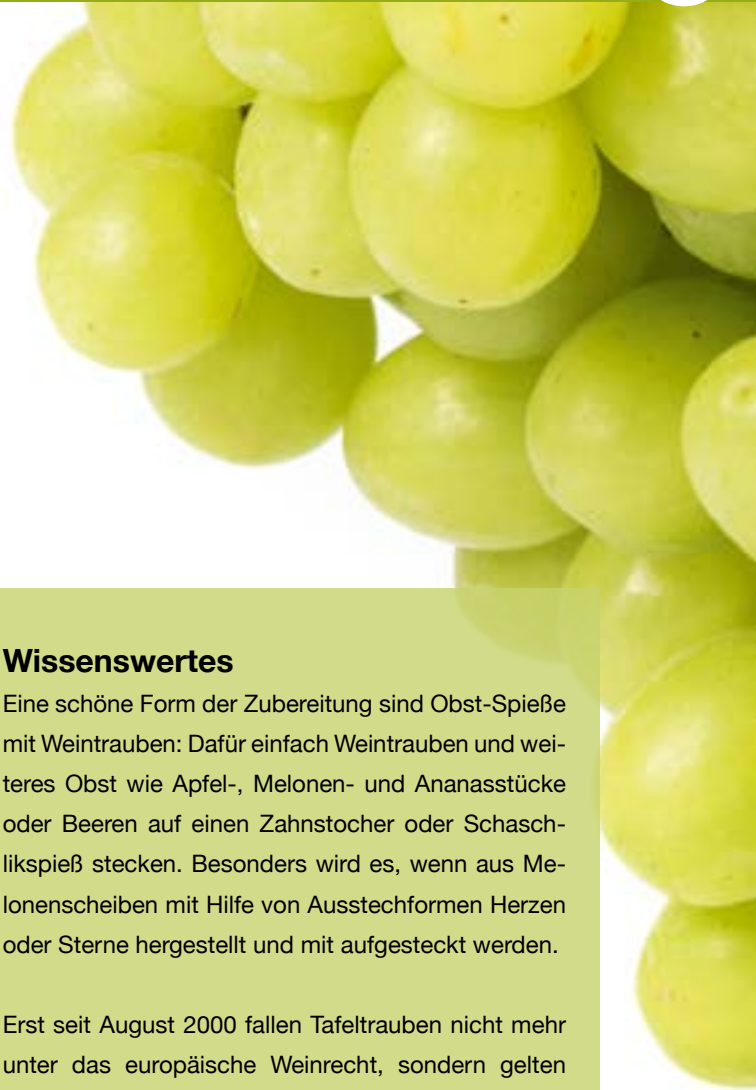 Wissenswertes
Eine schöne Form der Zubereitung sind Obst-Spieße
mit Weintrauben: Dafür einfach Weintrauben und wei-
teres Obst wie Apfel-, Melonen- und Ananasstücke
oder Beeren auf einen Zahnstocher oder Schasch-
likspieß stecken. Besonders wird es, wenn aus Me-
lonenscheiben mit Hilfe von Ausstechformen Herzen
oder Sterne hergestellt und mit aufgesteckt werden.
Erst seit August 2000 fallen Tafeltrauben nicht mehr
unter das europäische Weinrecht, sondern gelten